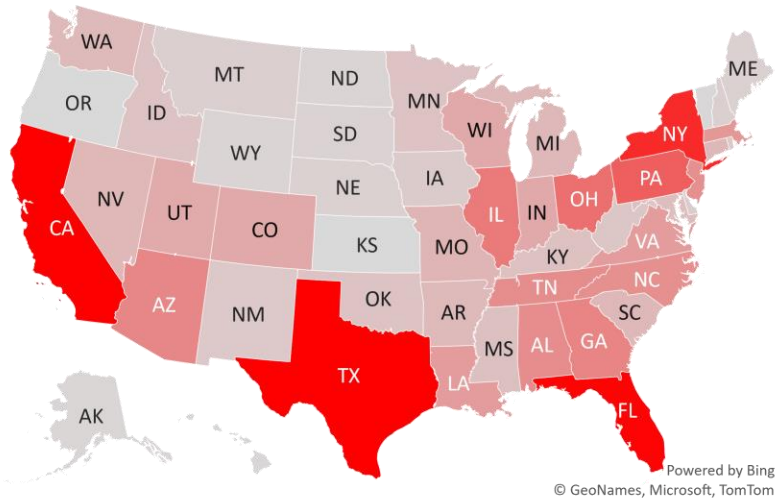 WA
MT
ND
ME
OR
ID
MN
SD
WI
MI
NY
WY
IA
PA
NE
NV
UT
IL
IN
OH
CA
CO
KS
MO
KY
VA
AZ
NM
OK
AR
TN
NC
SC
MS
AL
GA
TX
LA
FL
AK
Powered by Bing
© GeoNames, Microsoft, TomTom